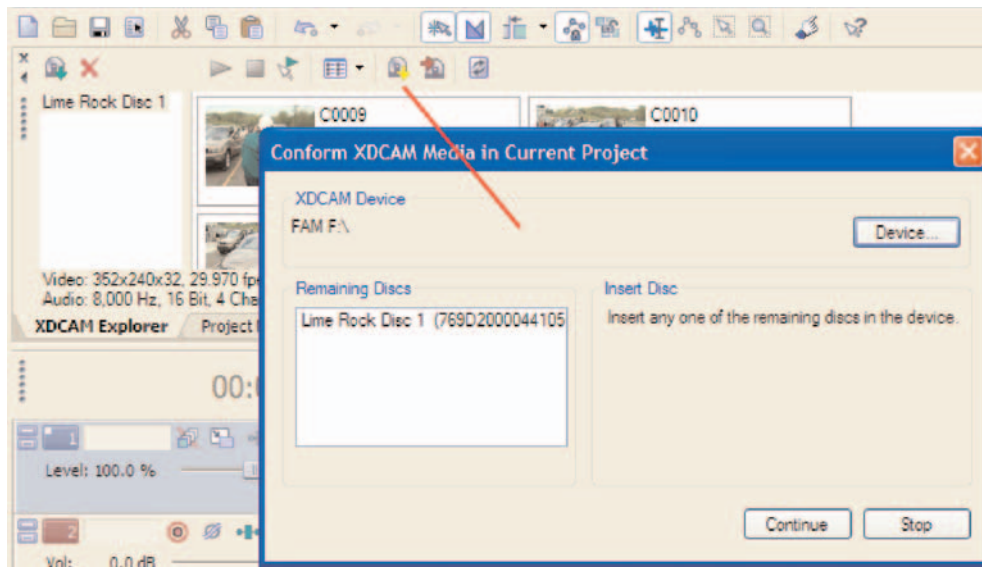 Lime Rock Disc 1
C0009
C0010
Conform XDCAM Media in Current Project
XDCAM Device
FAM F:\
Device...
Video: 352x240x32, 29.970 fp
Audio: 8,000 Hz, 16 Bit, 4 Cha
XDCAM Explorer
Project
Remaining Discs
Lime Rock Disc 1 (769D2000044105
Insert Disc
Insert any one of the remaining discs in the device.
00:
1
Level: 100.0 %
2
Vol: 0.0 dB
Continue
Stop